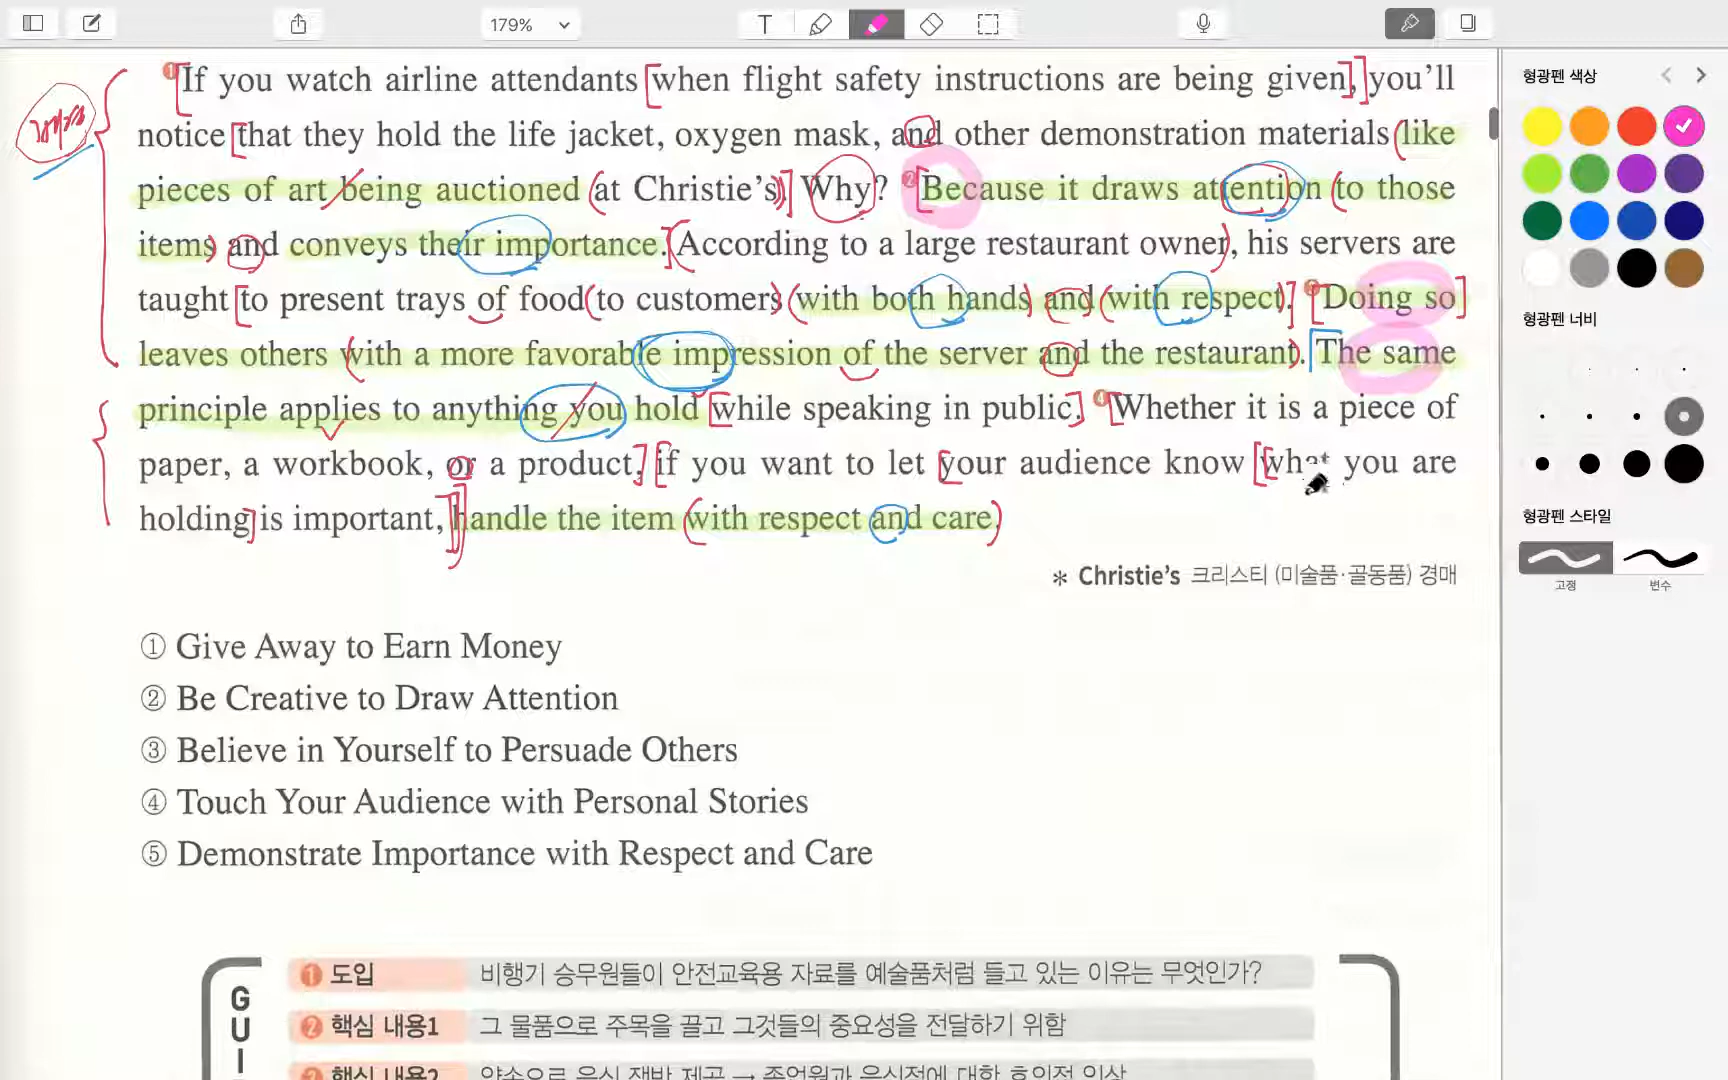 179%
T
❶If you watch airline attendants when flight safety instructions are being given, you'll
notice that they hold the life jacket, oxygen mask, and other demonstration materials like
pieces of art being auctioned at Christie's. Why? ❷Because it draws attention to those
items and conveys their importance. According to a large restaurant owner, his servers are
taught to present trays of food to customers with both hands and with respect. Doing so
leaves others with a more favorable impression of the server and the restaurant. The same
principle applies to anything you hold while speaking in public. ❹Whether it is a piece of
paper, a workbook, or a product, if you want to let your audience know what you are
holding is important, handle the item with respect and care.
* Christie's 크리스티 (미술품·골동품) 경매
① Give Away to Earn Money
② Be Creative to Draw Attention
③ Believe in Yourself to Persuade Others
④ Touch Your Audience with Personal Stories
⑤ Demonstrate Importance with Respect and Care
GUI
❶ 도입 비행기 승무원들이 안전교육용 자료를 예술품처럼 들고 있는 이유는 무엇인가?
❷ 핵심 내용1 그 물품으로 주목을 끌고 그것들의 중요성을 전달하기 위함
❸ 핵심 내용2
형광펜 색상
형광펜 너비
형광펜 스타일
고정
변수